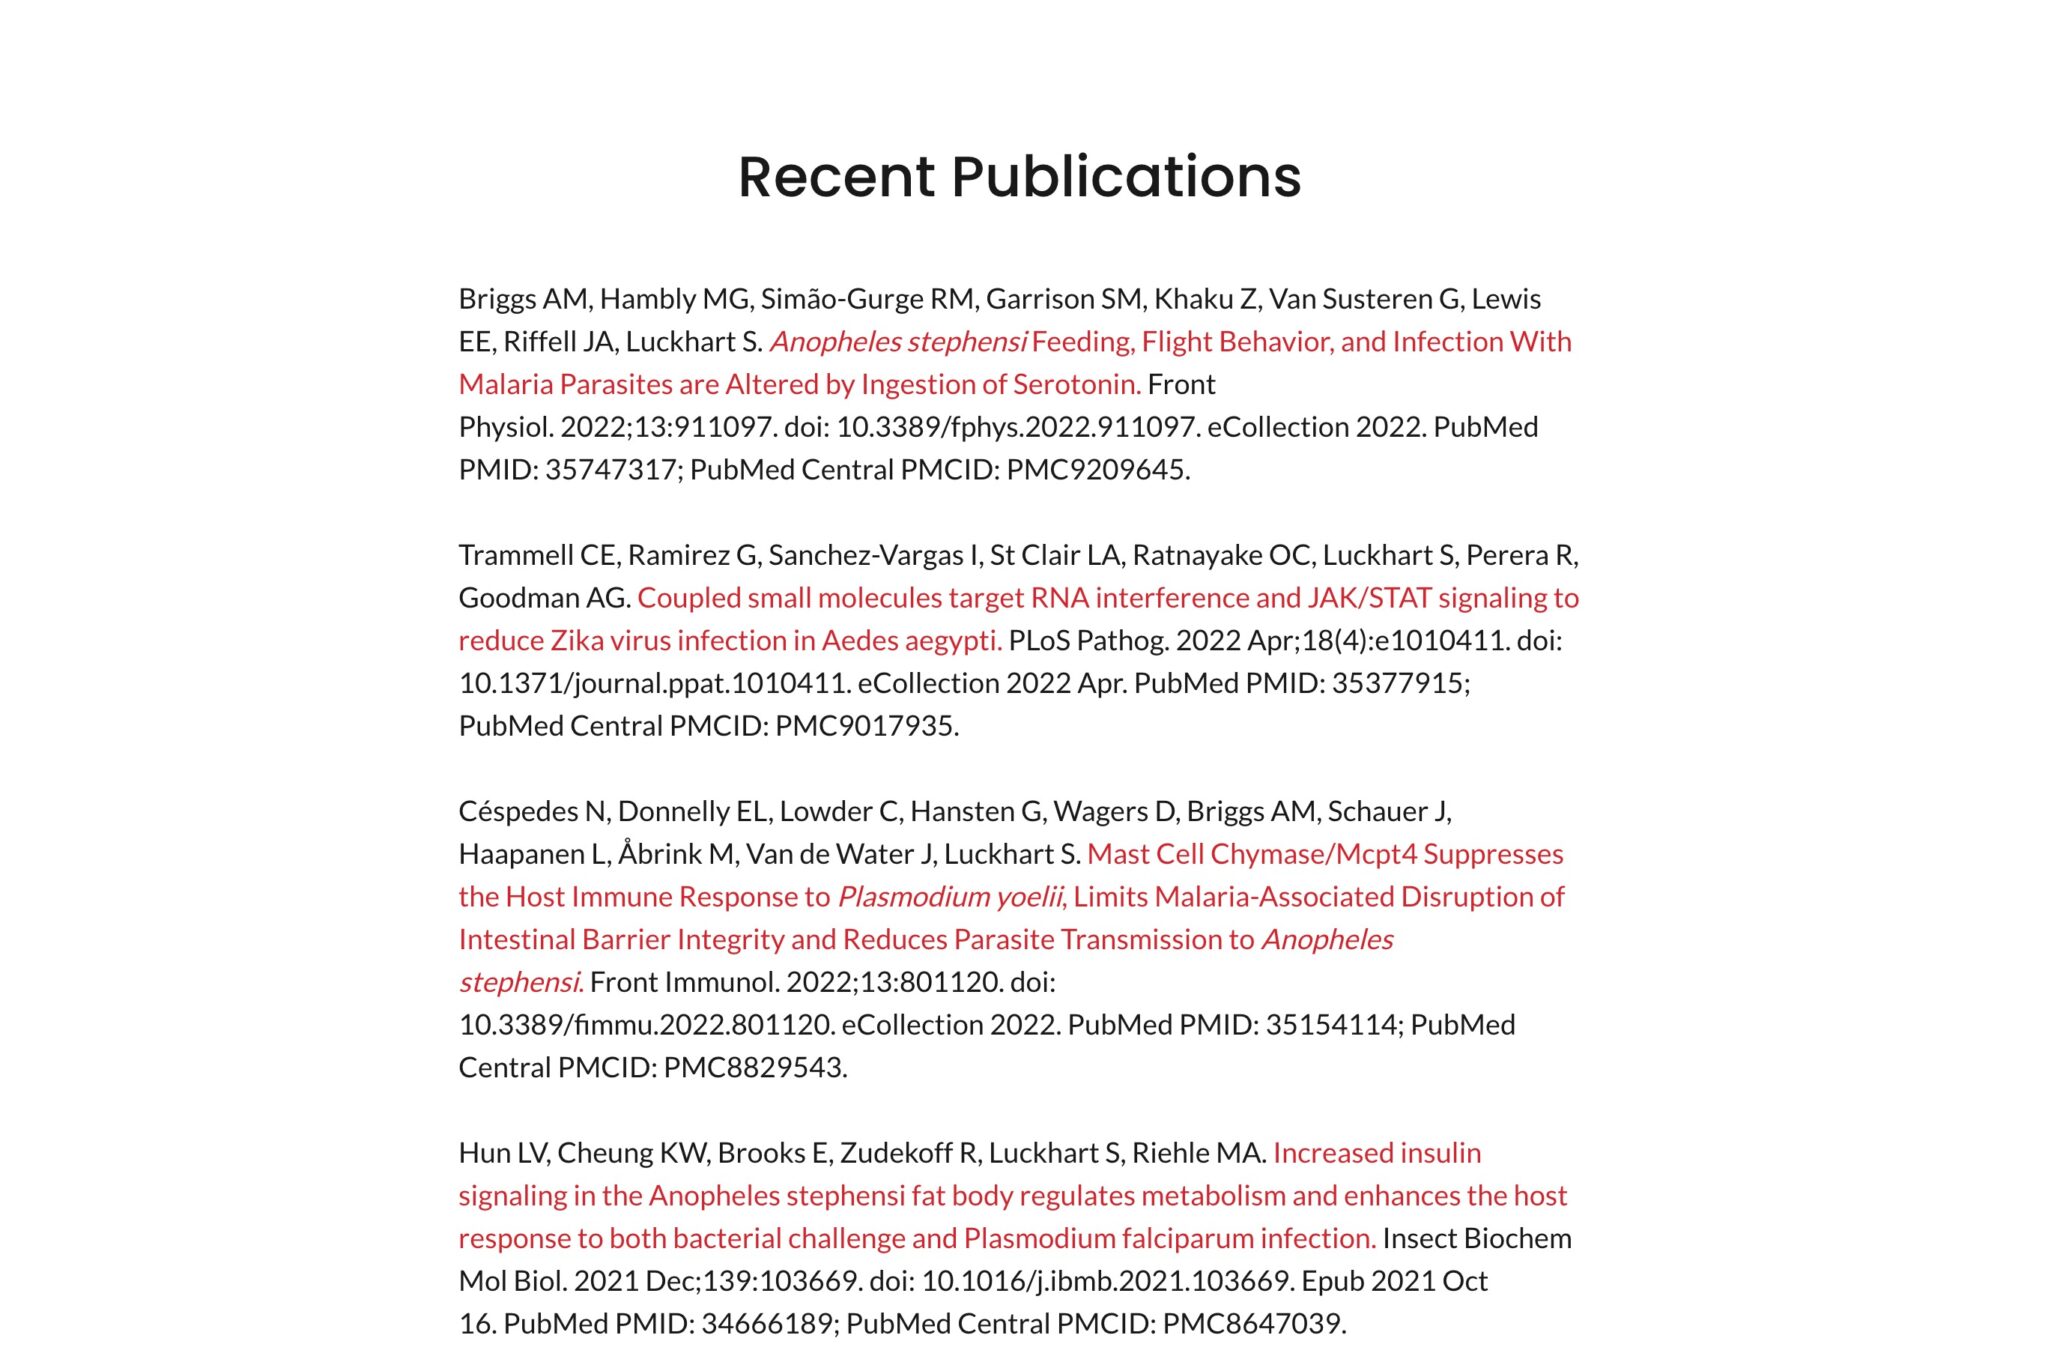 Recent Publications
Briggs AM, Hambly MG, Simão-Gurge RM, Garrison SM, Khaku Z, Van Susteren G, Lewis
EE, Riffell JA, Luckhart S. Anopheles stephensi Feeding, Flight Behavior, and Infection With
Malaria Parasites are Altered by Ingestion of Serotonin. Front
Physiol. 2022;13:911097. doi: 10.3389/fphys.2022.911097. eCollection 2022. PubMed
PMID: 35747317; PubMed Central PMCID: PMC9209645.
Trammell CE, Ramirez G, Sanchez-Vargas I, St Clair LA, Ratnayake OC, Luckhart S, Perera R,
Goodman AG. Coupled small molecules target RNA interference and JAK/STAT signaling to
reduce Zika virus infection in Aedes aegypti. PLoS Pathog. 2022 Apr;18(4):e1010411. doi:
10.1371/journal.ppat.1010411. eCollection 2022 Apr. PubMed PMID: 35377915;
PubMed Central PMCID: PMC9017935.
Céspedes N, Donnelly EL, Lowder C, Hansten G, Wagers D, Briggs AM, Schauer J,
Haapanen L, Åbrink M, Van de Water J, Luckhart S. Mast Cell Chymase/Mcpt4 Suppresses
the Host Immune Response to Plasmodium yoelii, Limits Malaria-Associated Disruption of
Intestinal Barrier Integrity and Reduces Parasite Transmission to Anopheles
stephensi. Front Immunol. 2022;13:801120. doi:
10.3389/fimmu.2022.801120. eCollection 2022. PubMed PMID: 35154114; PubMed
Central PMCID: PMC8829543.
Hun LV, Cheung KW, Brooks E, Zudekoff R, Luckhart S, Riehle MA. Increased insulin
signaling in the Anopheles stephensi fat body regulates metabolism and enhances the host
response to both bacterial challenge and Plasmodium falciparum infection. Insect Biochem
Mol Biol. 2021 Dec;139:103669. doi: 10.1016/j.ibmb.2021.103669. Epub 2021 Oct
16. PubMed PMID: 34666189; PubMed Central PMCID: PMC8647039.